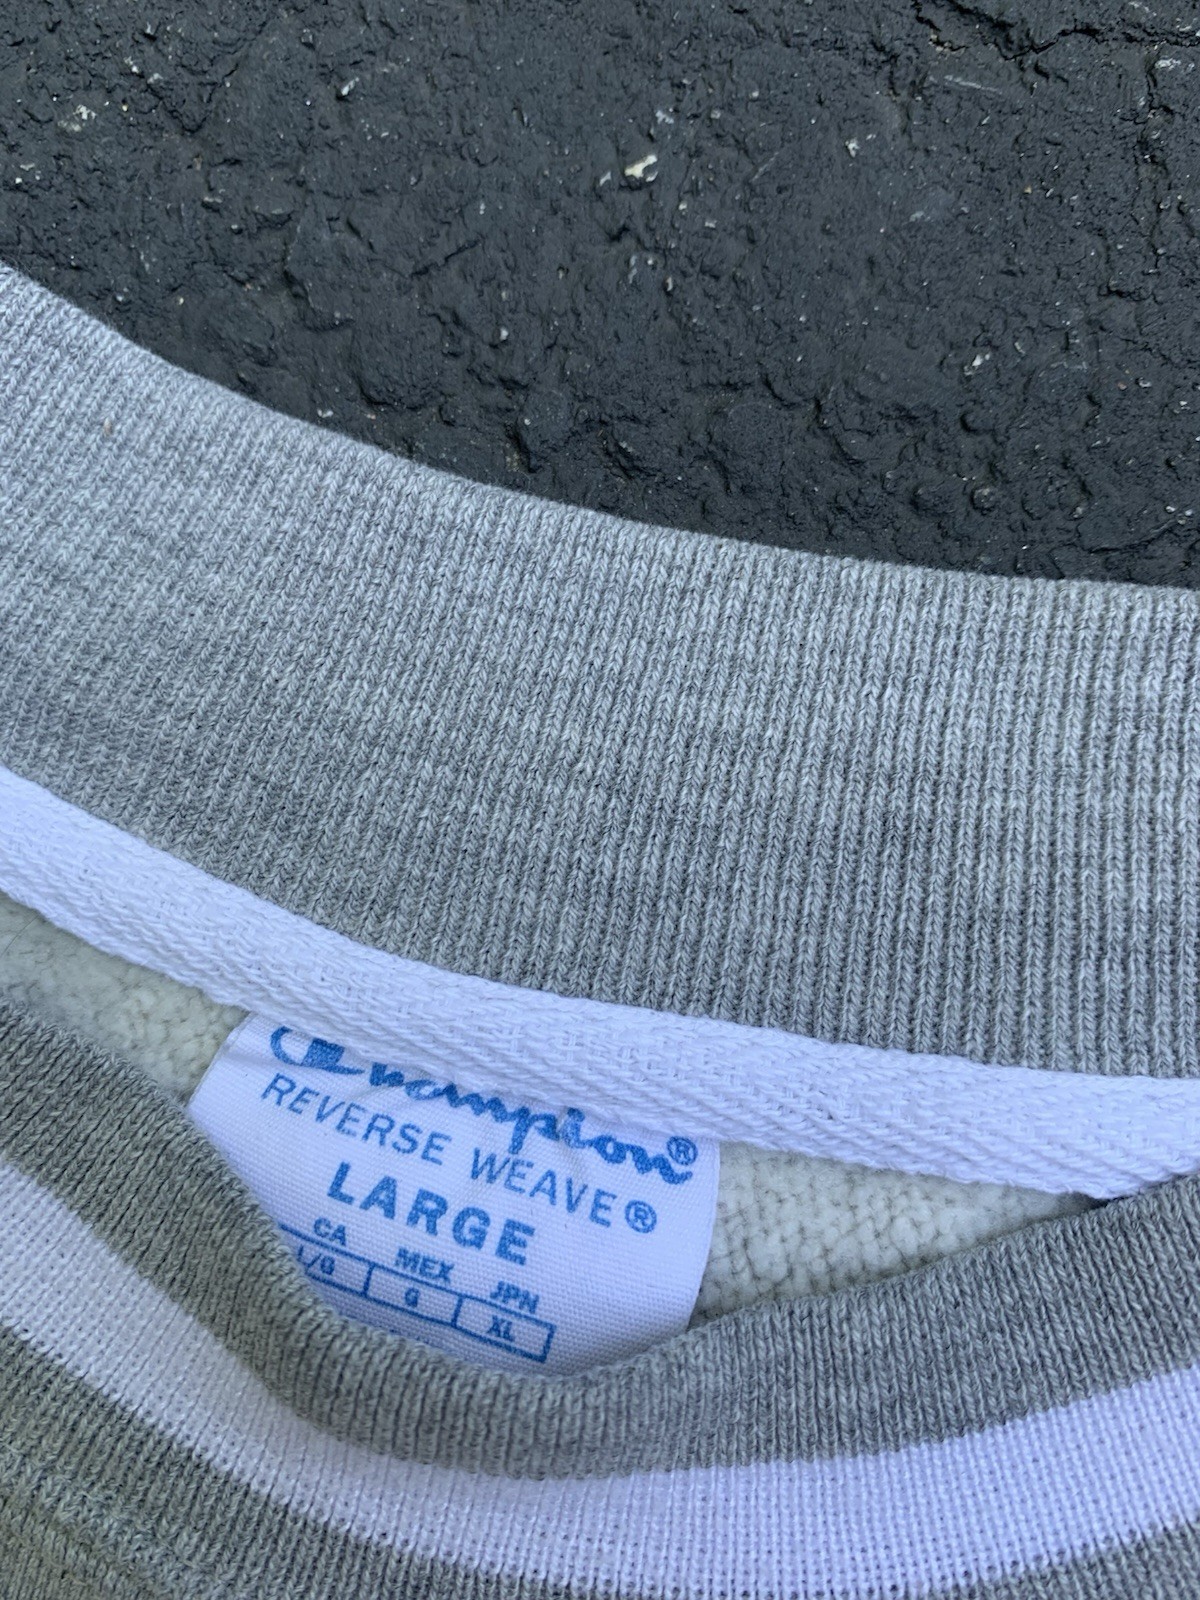 Champion®
REVERSE WEAVE®
LARGE
CA MEX JPN
L/G G XL